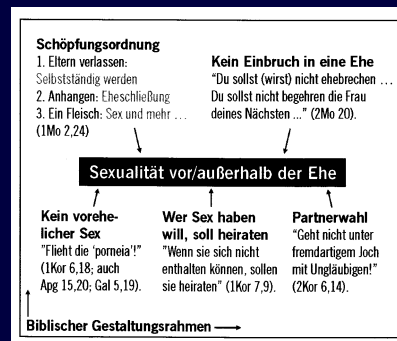 Schöpfungsordnung
1. Eltern verlassen:
Selbstständig werden
2. Anhangen: Eheschließung
3. Ein Fleisch: Sex und mehr …
(1Mo 2,24)
Kein Einbruch in eine Ehe
“Du sollst (wirst) nicht ehebrechen …
Du sollst nicht begehren die Frau
deines Nächsten ...” (2Mo 20).
Sexualität vor/außerhalb der Ehe
Kein vorehe-
licher Sex
”Flieht die ‘porneia’!”
(1Kor 6,18; auch
Apg 15,20; Gal 5,19).
Wer Sex haben
will, soll heiraten
”Wenn sie sich nicht
enthalten können, sollen
sie heiraten” (1Kor 7,9).
Partnerwahl
“Geht nicht unter
fremdartigem Joch
mit Ungläubigen!”
(2Kor 6,14).
Biblischer Gestaltungsrahmen